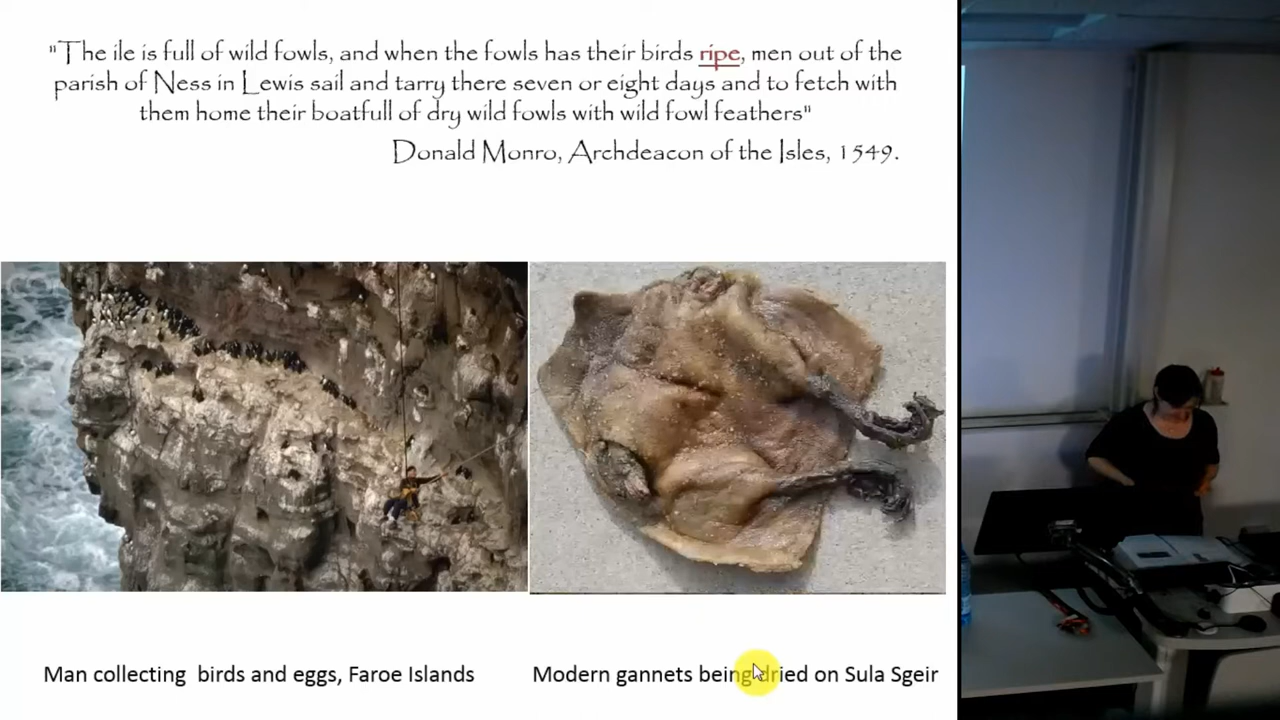 "The ile is full of wild fowls, and when the fowls has their birds ripe, men out of the
parish of Ness in Lewis sail and tarry there seven or eight days and to fetch with
them home their boatfull of dry wild fowls with wild fowl feathers"
Donald Monro, Archdeacon of the Isles, 1549.
Man collecting birds and eggs, Faroe Islands
Modern gannets being dried on Sula Sgeir